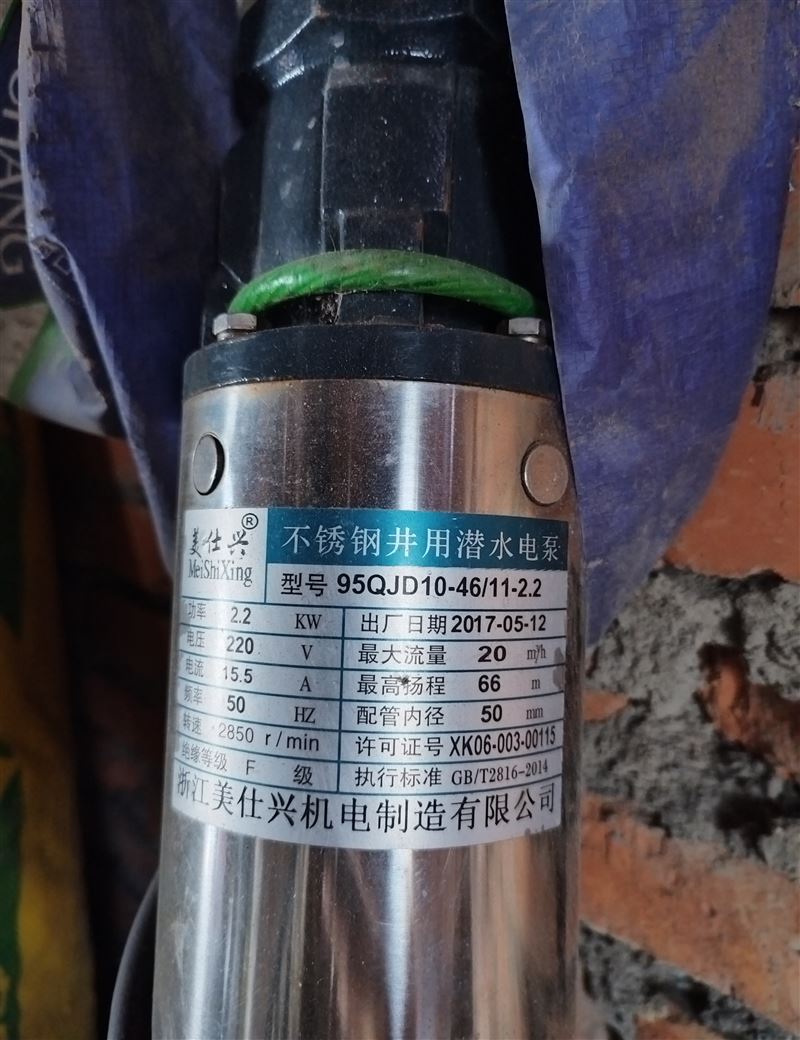 CHANG
美仕兴®
MeiShiXing
不锈钢井用潜水电泵
型号 95QJD10-46/11-2.2
功率 2.2 KW
出厂日期 2017-05-12
电压 220 V
最大流量 20 m³/h
电流 15.5 A
最高扬程 66 m
频率 50 HZ
配管内径 50 mm
转速 2850 r/min
许可证号 XK06-003-00115
绝缘等级 F 级
执行标准 GB/T2816-2014
浙江美仕兴机电制造有限公司